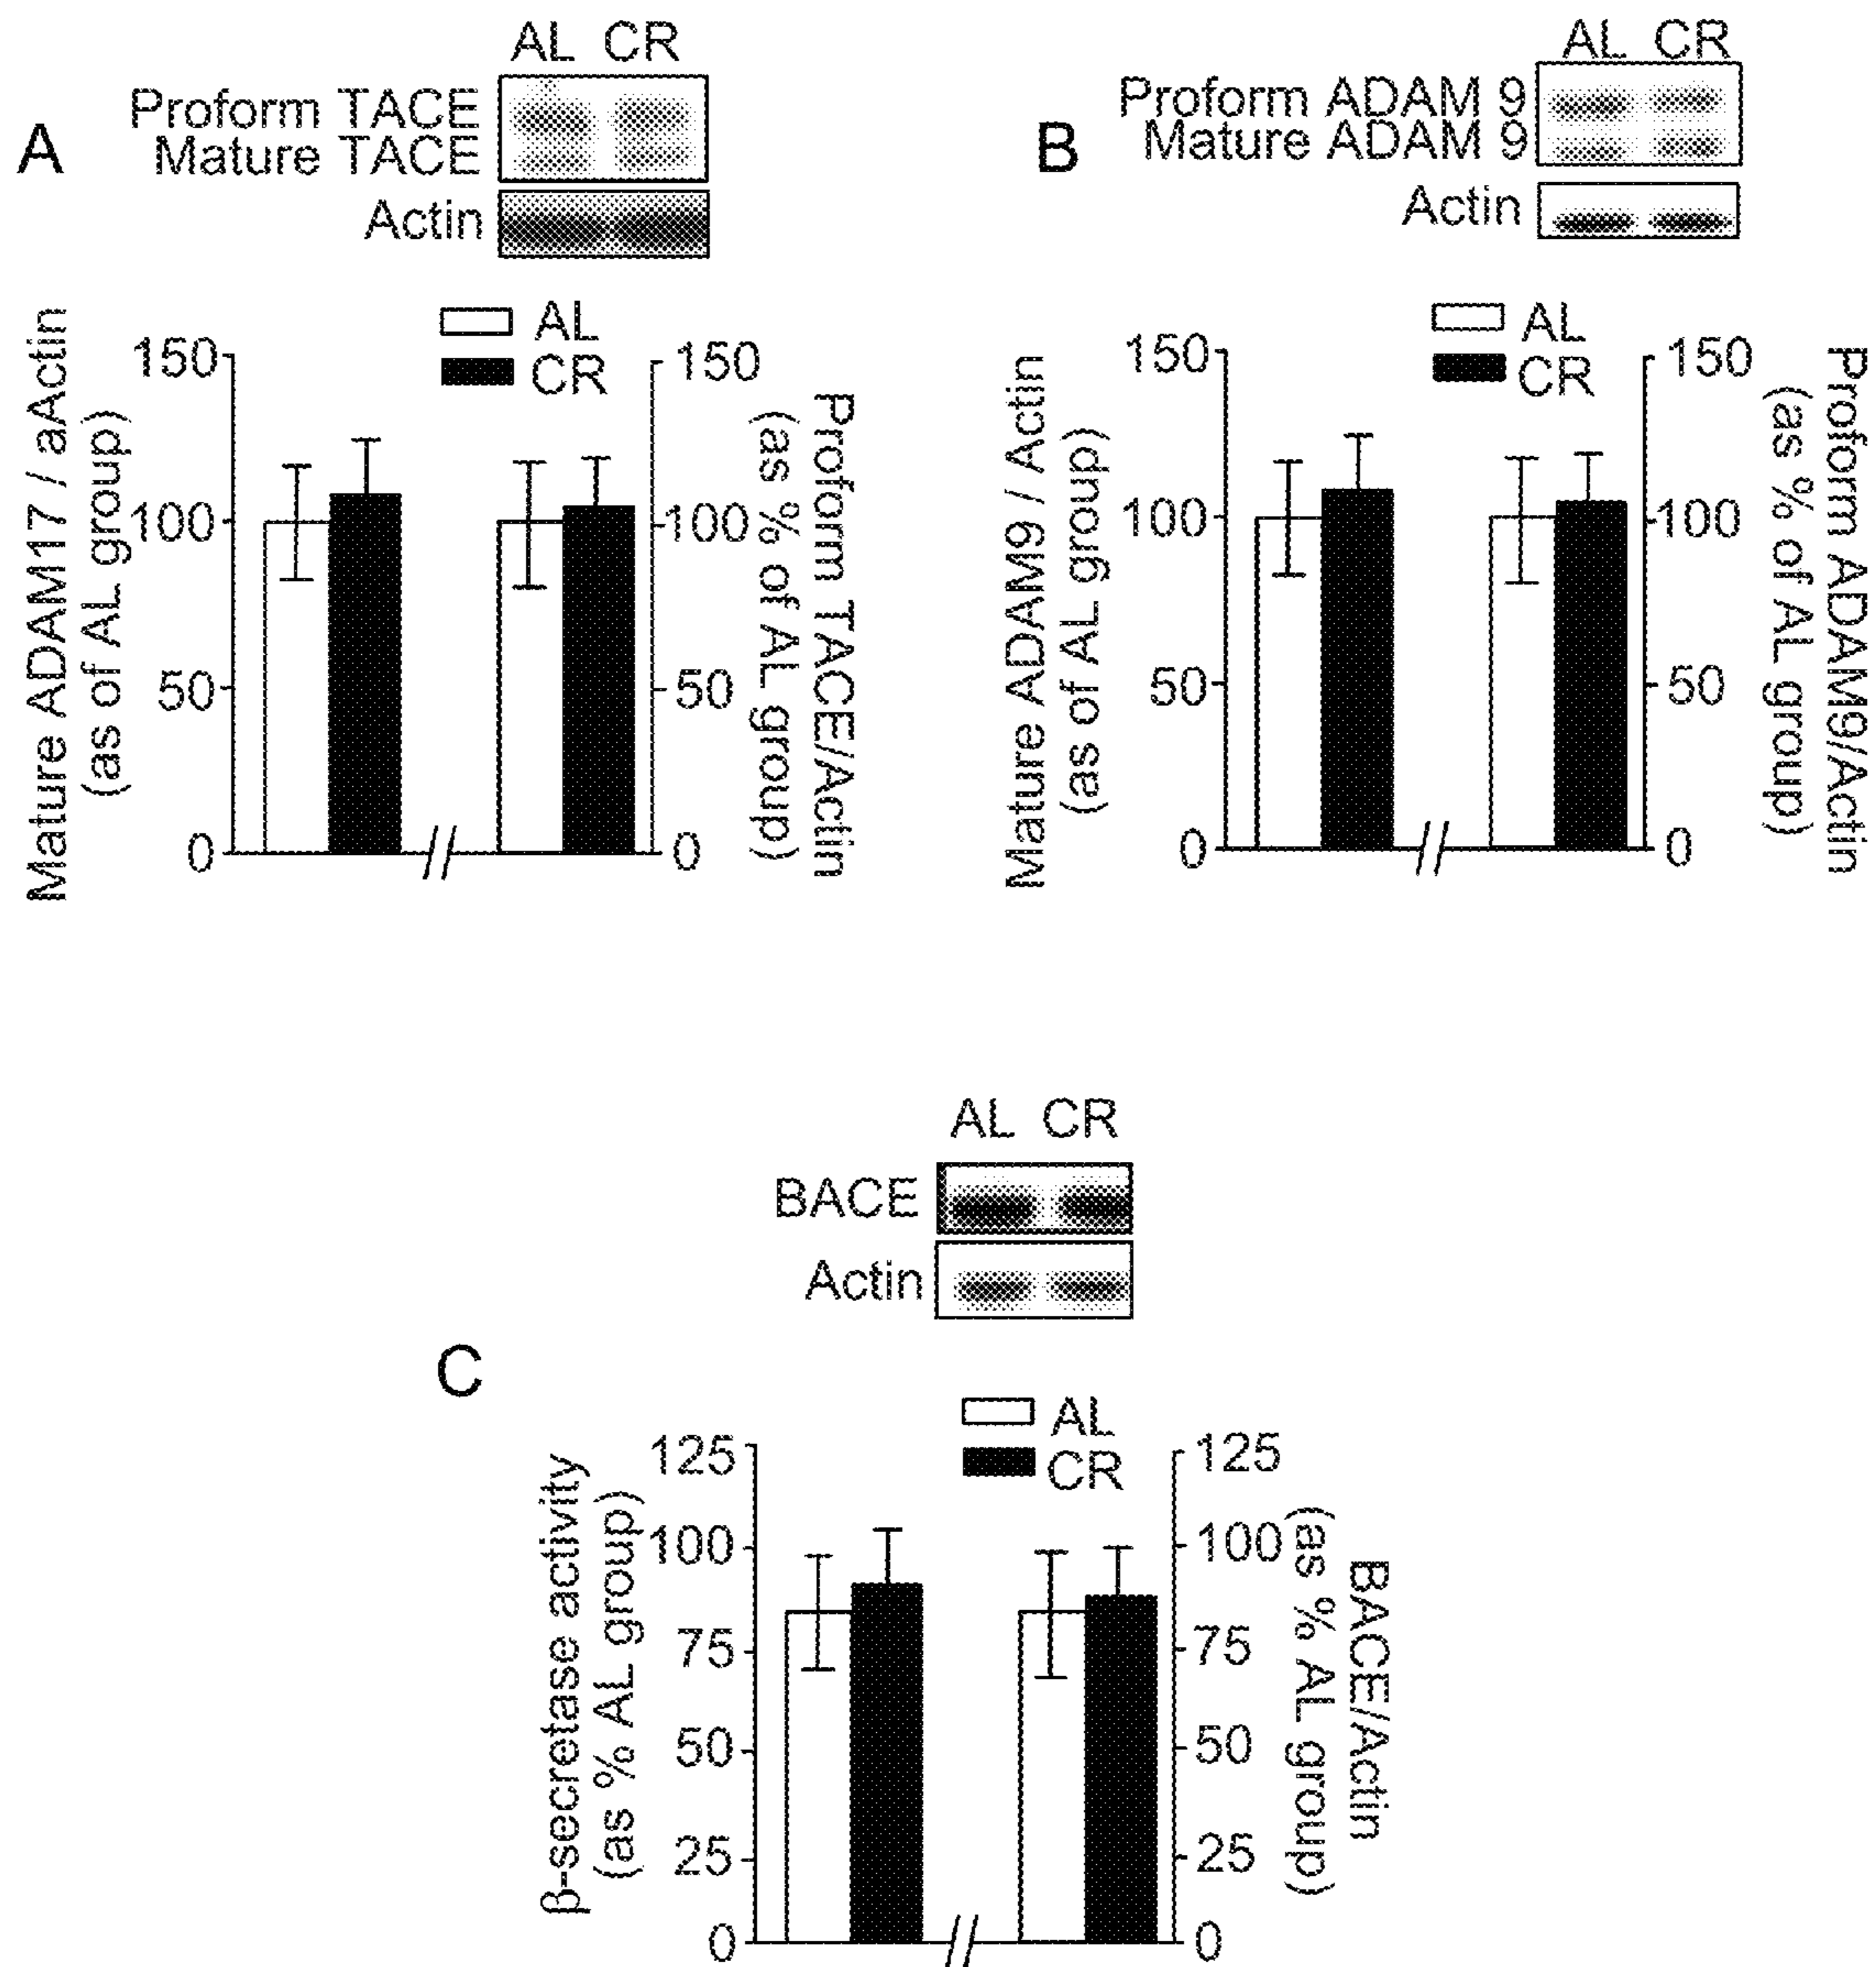 A
AL CR
Proform TACE
Mature TACE
Actin
AL
CR
Mature ADAM17 / aActin
(as of AL group)
150
100
50
0
150
100
50
0
Proform TACE/Actin
(as % of AL group)
B
AL CR
Proform ADAM 9
Mature ADAM 9
Actin
AL
CR
Mature ADAM9 / Actin
(as of AL group)
150
100
50
0
150
100
50
0
Proform ADAM9/Actin
(as % of AL group)
AL CR
BACE
Actin
C
AL
CR
β-secretase activity
(as % AL group)
125
100
75
50
25
0
125
100
75
50
25
0
BACE/Actin
(as % AL group)